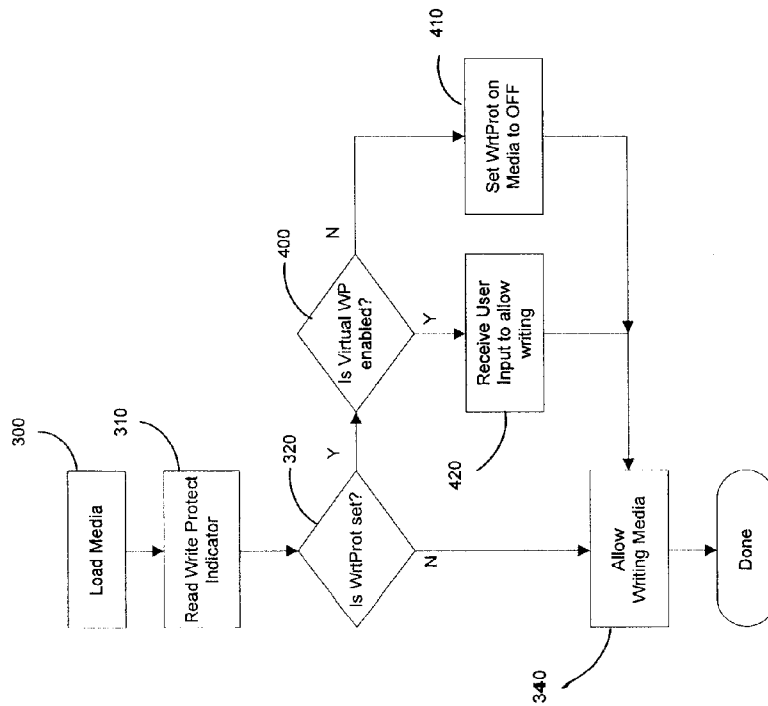 300
Load Media
310
Read Write Protect
Indicator
320
Is WrtProt set?
Y
N
400
Is Virtual WP
enabled?
N
Y
410
Set WrtProt on
Media to OFF
420
Receive User
Input to allow
writing
340
Allow
Writing Media
Done